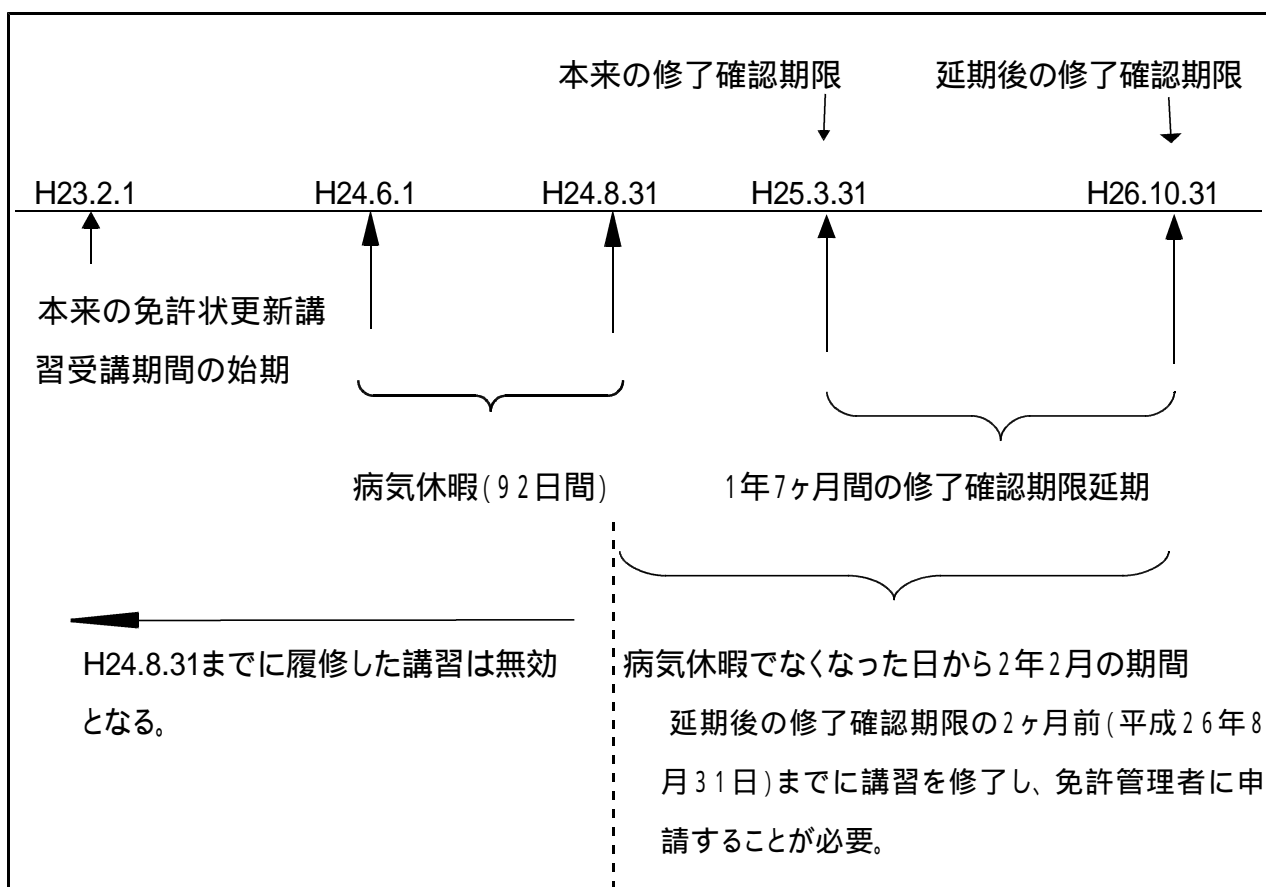 本来の修了確認期限 延期後の修了確認期限
H23.2.1 H24.6.1 H24.8.31 H25.3.31 H26.10.31
本来の免許状更新講
習受講期間の始期
病気休暇(92日間) 1年7ヶ月間の修了確認期限延期
H24.8.31までに履修した講習は無効
となる。
病気休暇でなくなった日から2年2月の期間
延期後の修了確認期限の2ヶ月前(平成26年8
月31日)までに講習を修了し、免許管理者に申
請することが必要。